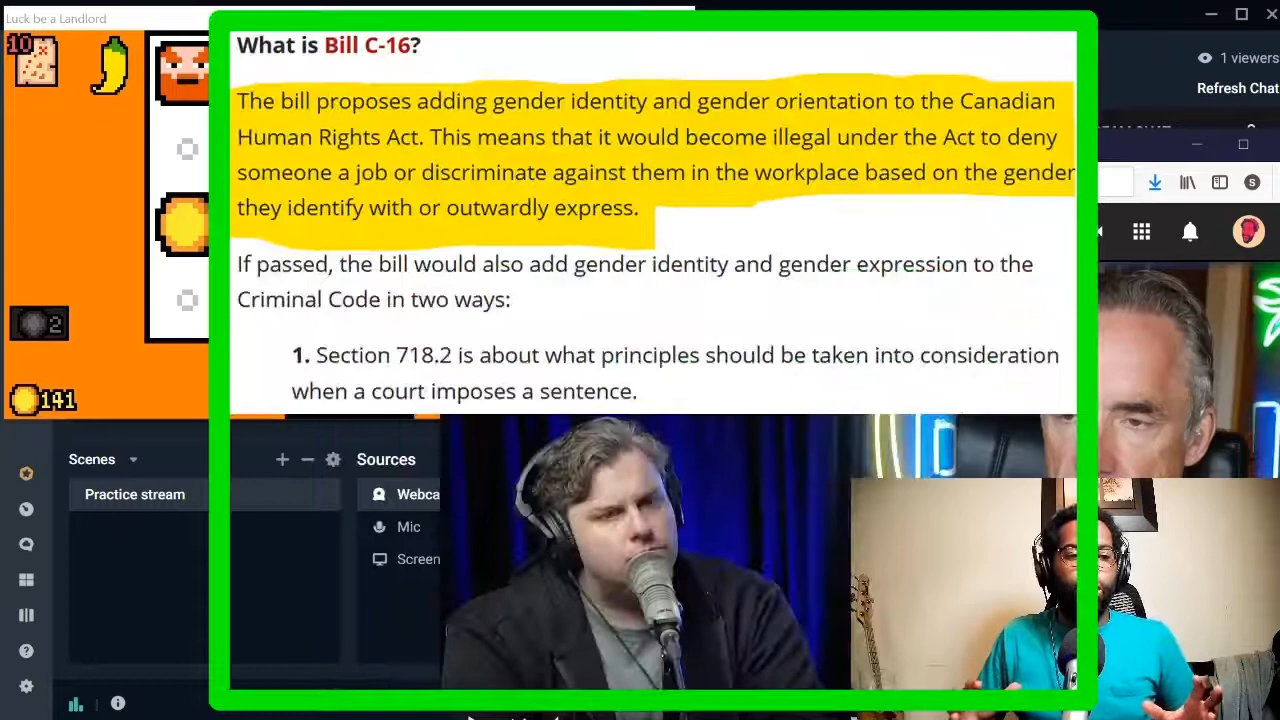 Luck be a Landlord
10
What is Bill C-16?
1 viewers
Refresh Chat
The bill proposes adding gender identity and gender orientation to the Canadian
Human Rights Act. This means that it would become illegal under the Act to deny
someone a job or discriminate against them in the workplace based on the gender
they identify with or outwardly express.
If passed, the bill would also add gender identity and gender expression to the
Criminal Code in two ways:
2
1. Section 718.2 is about what principles should be taken into consideration
when a court imposes a sentence.
141
Scenes
Sources
Practice stream
Webca
Mic
Screen
S